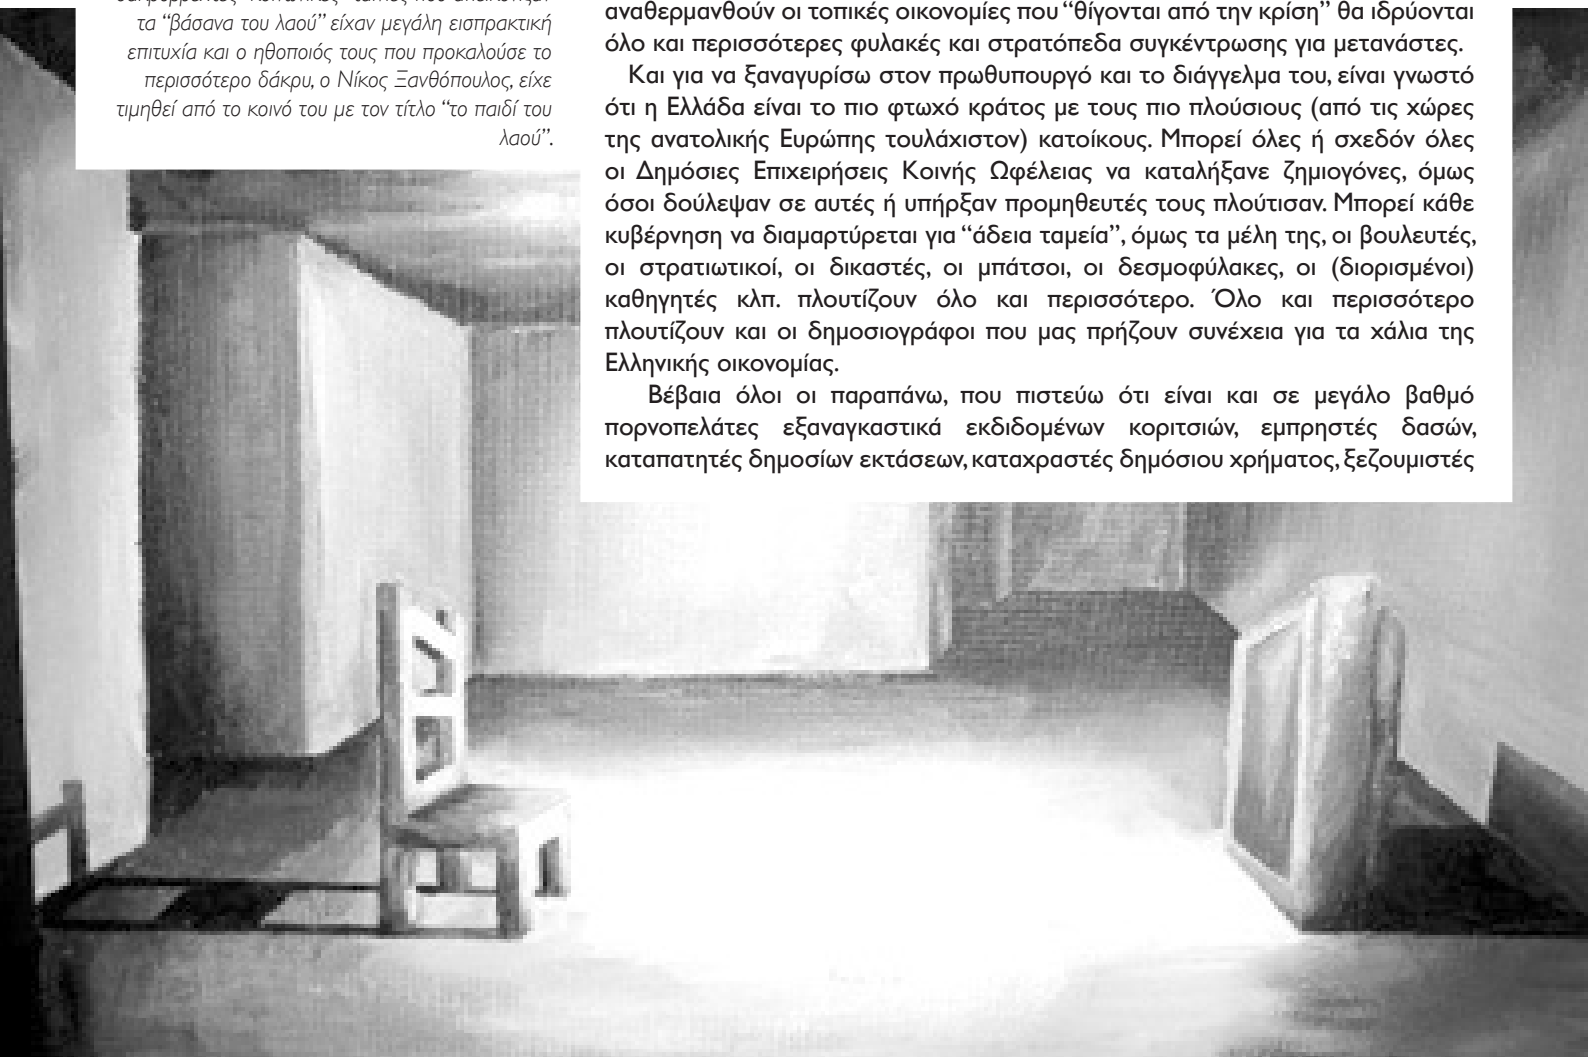 τα “βάσανα του λαού” είχαν μεγάλη εισπρακτική
επιτυχία και ο ηθοποιός τους που προκαλούσε το
περισσότερο δάκρυ, ο Νίκος Ξανθόπουλος, είχε
τιμηθεί από το κοινό του με τον τίτλο “το παιδί του
λαού”.
αναθερμανθούν οι τοπικές οικονομίες που “θίγονται από την κρίση” θα ιδρύονται
όλο και περισσότερες φυλακές και στρατόπεδα συγκέντρωσης για μετανάστες.
Και για να ξαναγυρίσω στον πρωθυπουργό και το διάγγελμα του, είναι γνωστό
ότι η Ελλάδα είναι το πιο φτωχό κράτος με τους πιο πλούσιους (από τις χώρες
της ανατολικής Ευρώπης τουλάχιστον) κατοίκους. Μπορεί όλες ή σχεδόν όλες
οι Δημόσιες Επιχειρήσεις Κοινής Ωφέλειας να καταλήξανε ζημιογόνες, όμως
όσοι δούλεψαν σε αυτές ή υπήρξαν προμηθευτές τους πλούτισαν. Μπορεί κάθε
κυβέρνηση να διαμαρτύρεται για “άδεια ταμεία”, όμως τα μέλη της, οι βουλευτές,
οι στρατιωτικοί, οι δικαστές, οι μπάτσοι, οι δεσμοφύλακες, οι (διορισμένοι)
καθηγητές κλπ. πλουτίζουν όλο και περισσότερο. Όλο και περισσότερο
πλουτίζουν και οι δημοσιογράφοι που μας πρήζουν συνέχεια για τα χάλια της
Ελληνικής οικονομίας.
Βέβαια όλοι οι παραπάνω, που πιστεύω ότι είναι και σε μεγάλο βαθμό
πορνοπελάτες εξαναγκαστικά εκδιδομένων κοριτσιών, εμπρηστές δασών,
καταπατητές δημοσίων εκτάσεων, καταχραστές δημόσιου χρήματος, ξεζουμιστές